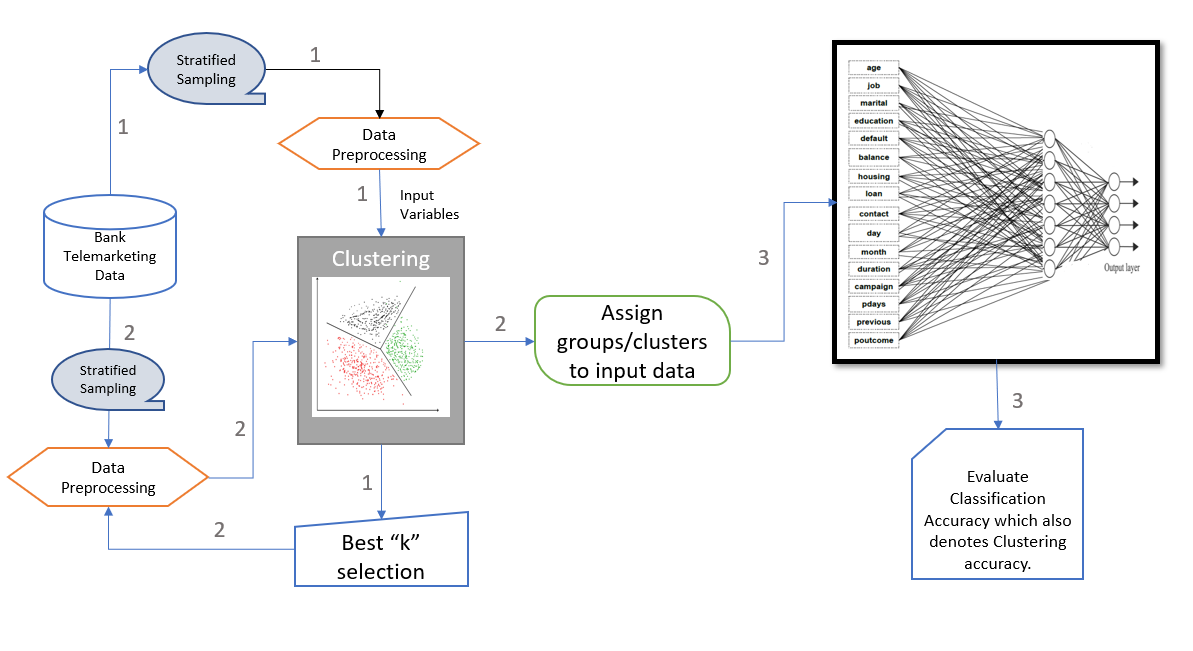 Stratified
Sampling
1
1
Data
Preprocessing
1
Input
Variables
Bank
Telemarketing
Data
2
Stratified
Sampling
Data
Preprocessing
2
2
Clustering
1
Best “k”
selection
2
Assign
groups/clusters
to input data
3
age
job
marital
education
default
balance
housing
loan
contact
day
month
duration
campaign
pdays
previous
poutcome
Output layer
3
Evaluate
Classification
Accuracy which also
denotes Clustering
accuracy.